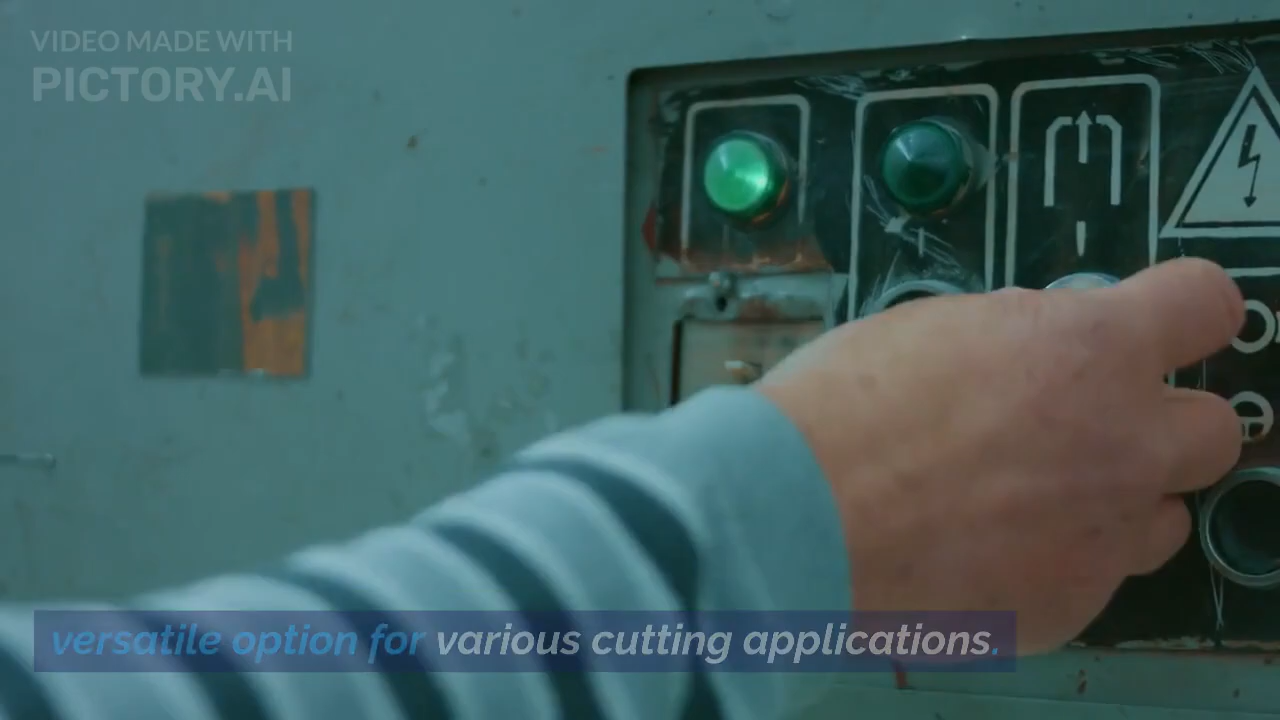 VIDEO MADE WITH
PICTORY.AI
versatile option for various cutting applications.